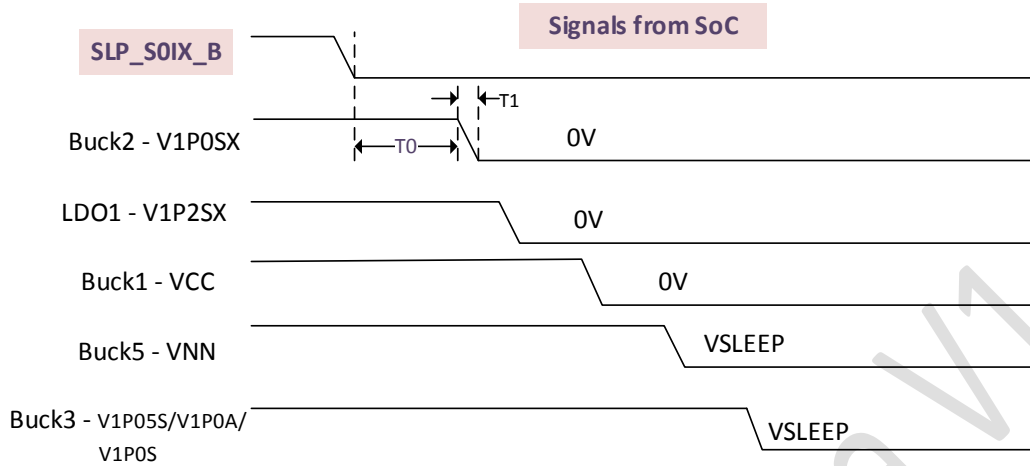 Signals from SoC
SLP_S0IX_B
T1
Buck2 - V1P0SX
T0
0V
LDO1 - V1P2SX
0V
Buck1 - VCC
0V
Buck5 - VNN
VSLEEP
Buck3 - V1P05S/V1P0A/
V1P0S
VSLEEP